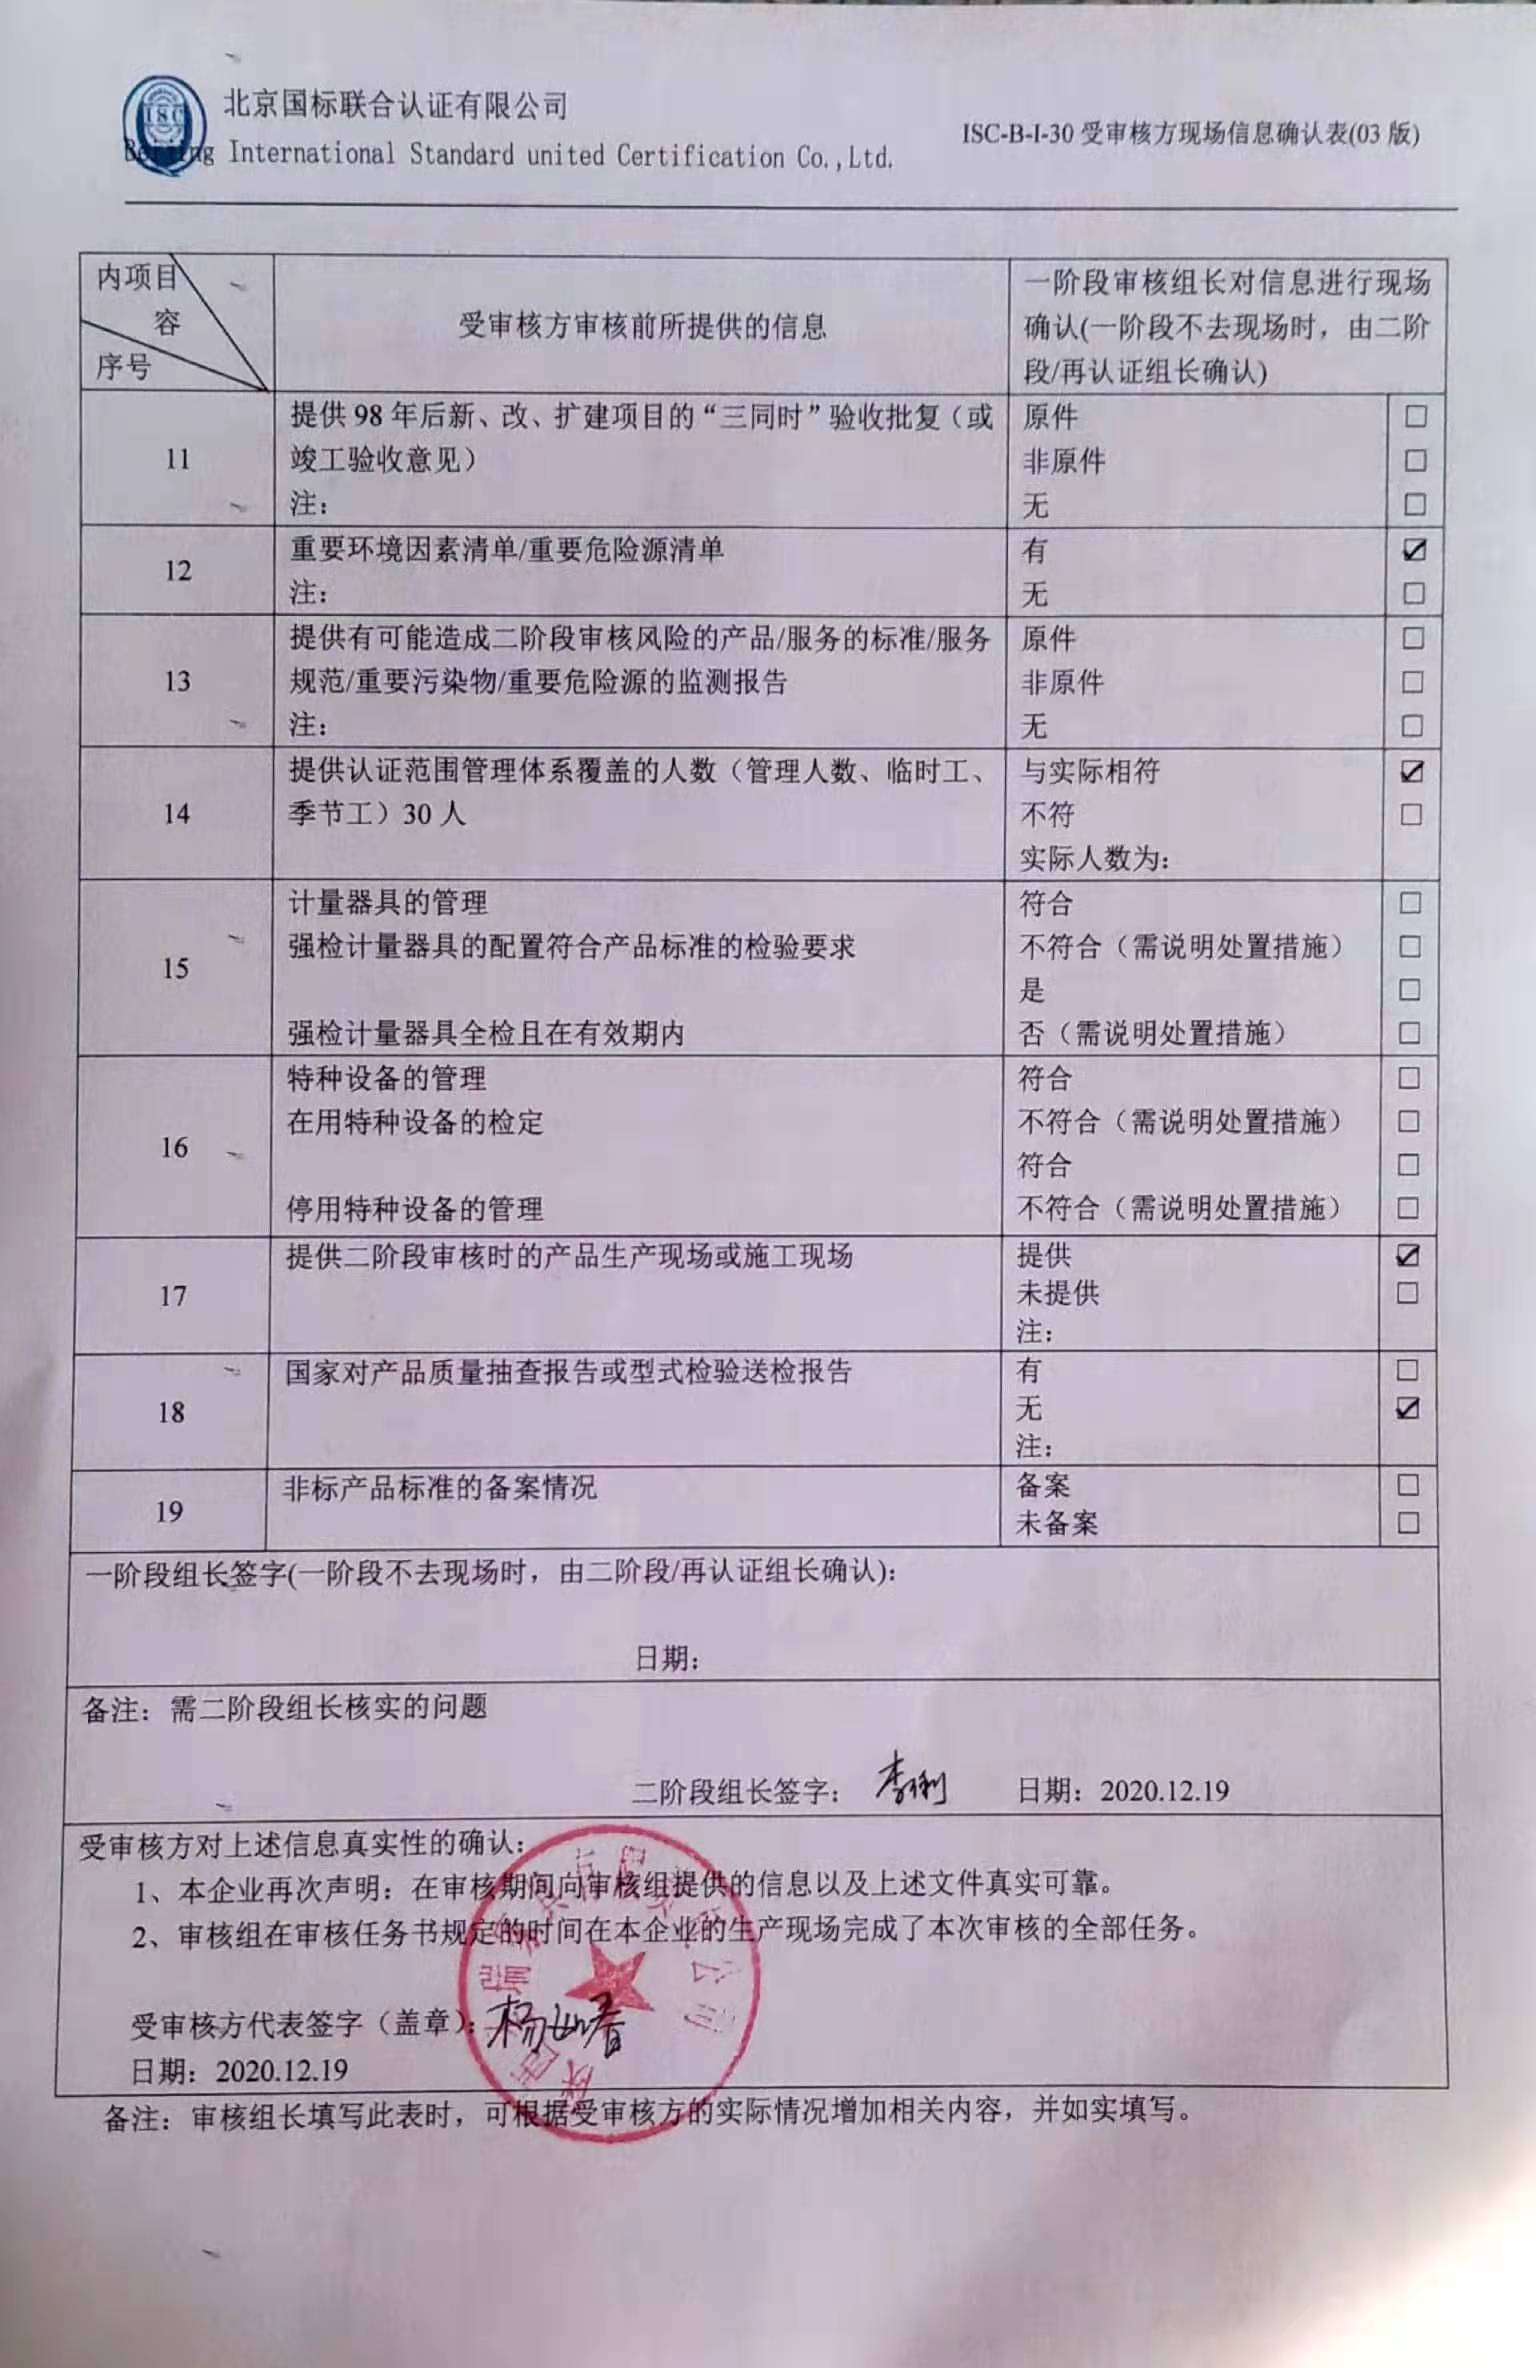 北京国标联合认证有限公司
Beijing International Standard united Certification Co.,Ltd.
ISC-B-I-30 受审核方现场信息确认表(03 版)
内项目
容
序号
受审核方审核前所提供的信息
一阶段审核组长对信息进行现场
确认(一阶段不去现场时，由二阶
段/再认证组长确认)
11
提供 98 年后新、改、扩建项目的“三同时”验收批复（或
竣工验收意见）
注：
原件 □
非原件 □
无 □
12
重要环境因素清单/重要危险源清单
注：
有 ☑
无 □
13
提供有可能造成二阶段审核风险的产品/服务的标准/服务
规范/重要污染物/重要危险源的监测报告
注：
原件 □
非原件 □
无 □
14
提供认证范围管理体系覆盖的人数（管理人数、临时工、
季节工）30 人
与实际相符 ☑
不符 □
实际人数为：
15
计量器具的管理
强检计量器具的配置符合产品标准的检验要求
强检计量器具全检且在有效期内
符合 □
不符合（需说明处置措施） □
是 □
否（需说明处置措施） □
16
特种设备的管理
在用特种设备的检定
停用特种设备的管理
符合 □
不符合（需说明处置措施） □
符合 □
不符合（需说明处置措施） □
17
提供二阶段审核时的产品生产现场或施工现场
提供 ☑
未提供 □
注：
18
国家对产品质量抽查报告或型式检验送检报告
有 □
无 ☑
注：
19
非标产品标准的备案情况
备案 □
未备案 □
一阶段组长签字(一阶段不去现场时，由二阶段/再认证组长确认)：
日期：
备注：需二阶段组长核实的问题
二阶段组长签字： 日期：2020.12.19
受审核方对上述信息真实性的确认：
1、本企业再次声明：在审核期间向审核组提供的信息以及上述文件真实可靠。
2、审核组在审核任务书规定的时间在本企业的生产现场完成了本次审核的全部任务。
受审核方代表签字（盖章）：
日期：2020.12.19
备注：审核组长填写此表时，可根据受审核方的实际情况增加相关内容，并如实填写。